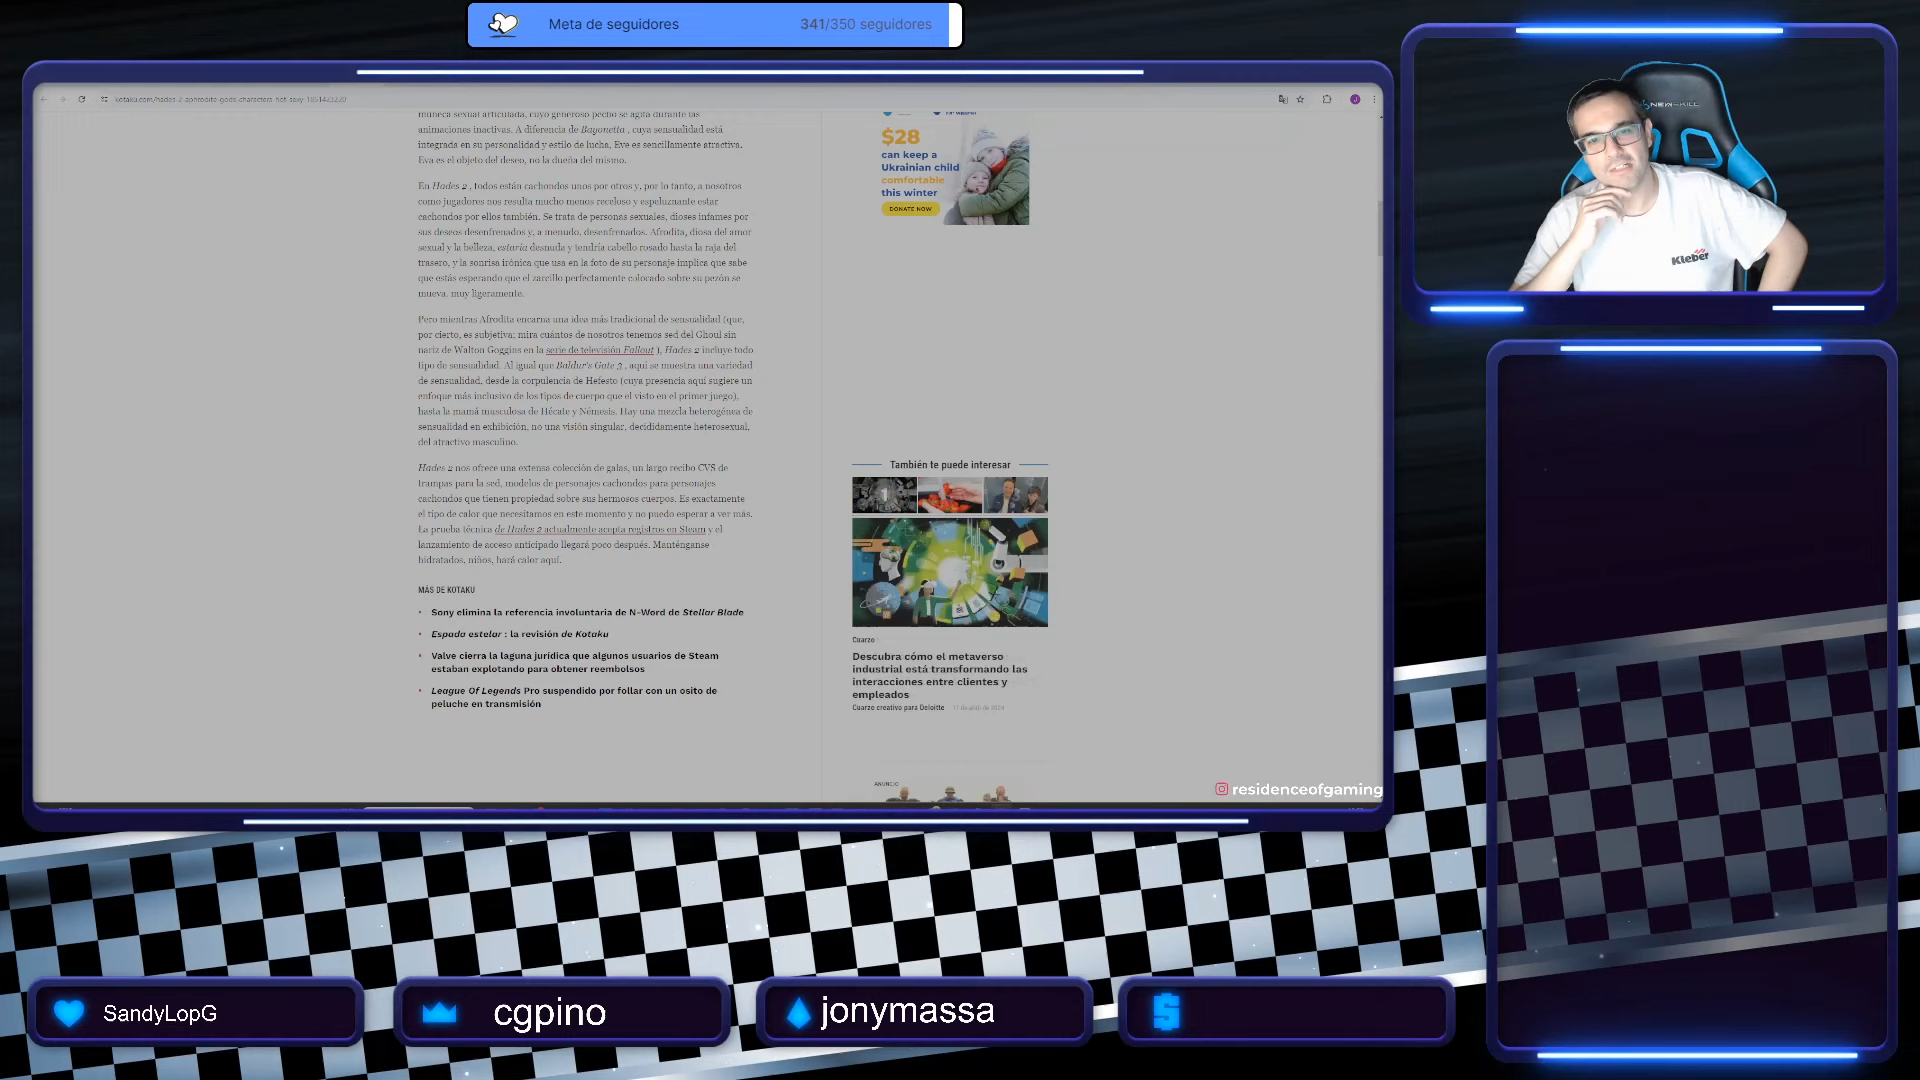 Meta de seguidores
341/350 seguidores
kotaku.com/hades-2-aphrodite-gods-characters-hot-sexy-1851423220
muñeca sexual articulada, cuyo generoso pecho se agita durante las
animaciones inactivas. A diferencia de Bayonetta , cuya sensualidad está
integrada en su personalidad y estilo de lucha, Eve es sencillamente atractiva.
Eva es el objeto del deseo, no la dueña del mismo.
En Hades 2 , todos están cachondos unos por otros y, por lo tanto, a nosotros
como jugadores nos resulta mucho menos receloso y espeluznante estar
cachondos por ellos también. Se trata de personas sexuales, dioses infames por
sus deseos desenfrenados y, a menudo, desenfrenados. Afrodita, diosa del amor
sexual y la belleza, estaría desnuda y tendría cabello rosado hasta la raja del
trasero, y la sonrisa irónica que usa en la foto de su personaje implica que sabe
que estás esperando que el zarcillo perfectamente colocado sobre su pezón se
mueva, muy ligeramente.
Pero mientras Afrodita encarna una idea más tradicional de sensualidad (que,
por cierto, es subjetiva; mira cuántos de nosotros tenemos sed del Ghoul sin
nariz de Walton Goggins en la serie de televisión Fallout ), Hades 2 incluye todo
tipo de sensualidad. Al igual que Baldur's Gate 3 , aquí se muestra una variedad
de sensualidad, desde la corpulencia de Hefesto (cuya presencia aquí sugiere un
enfoque más inclusivo de los tipos de cuerpo que el visto en el primer juego),
hasta la mamá musculosa de Hécate y Némesis. Hay una mezcla heterogénea de
sensualidad en exhibición, no una visión singular, decididamente heterosexual,
del atractivo masculino.
Hades 2 nos ofrece una extensa colección de galas, un largo recibo CVS de
trampas para la sed, modelos de personajes cachondos para personajes
cachondos que tienen propiedad sobre sus hermosos cuerpos. Es exactamente
el tipo de calor que necesitamos en este momento y no puedo esperar a ver más.
La prueba técnica de Hades 2 actualmente acepta registros en Steam y el
lanzamiento de acceso anticipado llegará poco después. Manténganse
hidratados, niños, hará calor aquí.
MÁS DE KOTAKU
• Sony elimina la referencia involuntaria de N-Word de Stellar Blade
• Espada estelar : la revisión de Kotaku
• Valve cierra la laguna jurídica que algunos usuarios de Steam
estaban explotando para obtener reembolsos
• League Of Legends Pro suspendido por follar con un osito de
peluche en transmisión
$28
can keep a
Ukrainian child
comfortable
this winter
DONATE NOW
También te puede interesar
Cuarzo
Descubra cómo el metaverso
industrial está transformando las
interacciones entre clientes y
empleados
Cuarzo creativo para Deloitte 17 de abril de 2024
ANUNCIO
residenceofgaming
NEWSKILL
Kleber
SandyLopG
cgpino
jonymassa
$